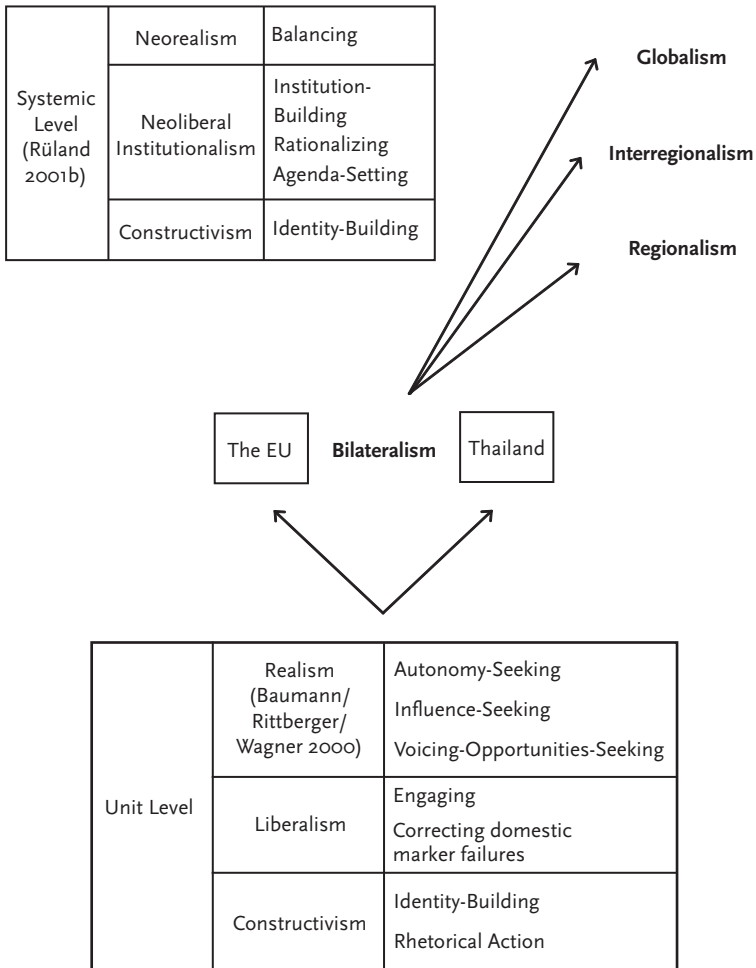 Systemic
Level
(Rüland
2001b)
Neorealism
Balancing
Neoliberal
Institutionalism
Institution-
Building
Rationalizing
Agenda-Setting
Constructivism
Identity-Building
Globalism
Interregionalism
Regionalism
The EU
Bilateralism
Thailand
Unit Level
Realism
(Baumann/
Rittberger/
Wagner 2000)
Autonomy-Seeking
Influence-Seeking
Voicing-Opportunities-Seeking
Liberalism
Engaging
Correcting domestic
marker failures
Constructivism
Identity-Building
Rhetorical Action